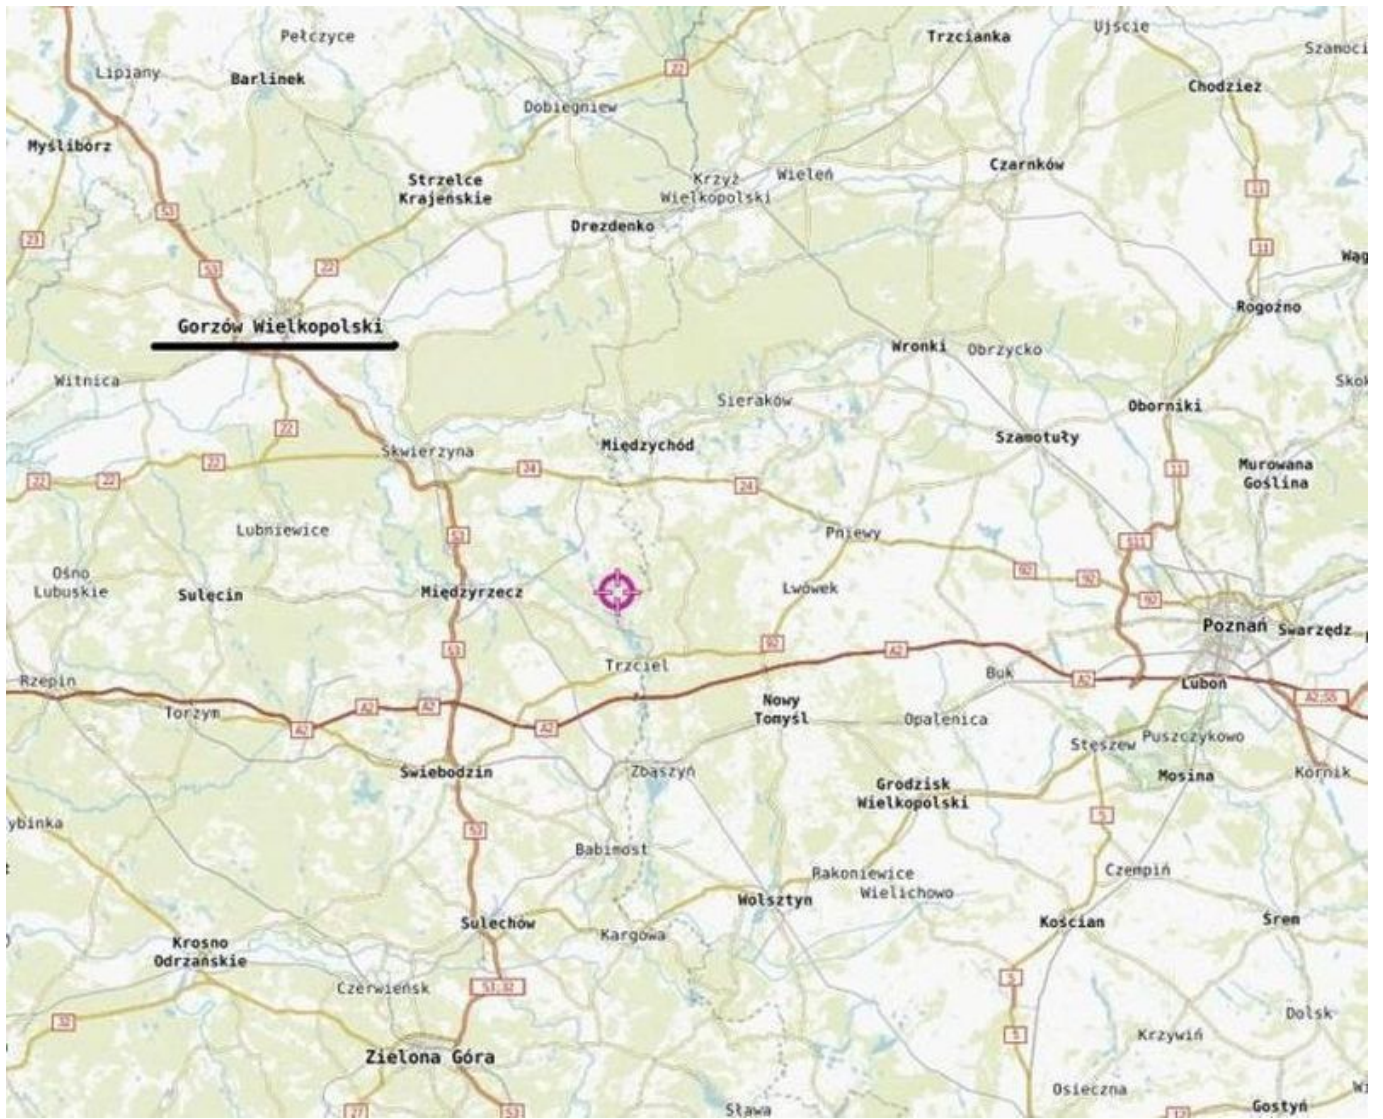 Pełczyce
Trzcianka
Ujście
Szamoci
Lipiany
Barlinek
22
Chodzież
Dobiegniew
Myślibórz
Strzelce
Krajeńskie
Krzyż
Wielkopolski
Wieleń
Czarnków
11
S3
Drezdenko
23
11
Wąg
S3
22
Rogoźno
Gorzów Wielkopolski
Wronki
Obrzycko
Witnica
Skok
Sieraków
Oborniki
22
Międzychód
Szamotuły
Skwierzyna
22
24
11
Murowana
Goślina
22
22
24
Lubniewice
S3
Pniewy
S11
Ośno
Lubuskie
Sulęcin
Międzyrzecz
Lwówek
92
92
92
Poznań
Swarzędz
S3
92
A2
Trzciel
Rzepin
Buk
A2
Luboń
A2;S5
Torzym
A2
A2
A2
A2
Nowy
Tomyśl
Opalenica
Stęszew
Puszczykowo
Świebodzin
Zbąszyń
Mosina
Kórnik
Grodzisk
Wielkopolski
ybinka
S3
5
Babimost
Rakoniewice
Wielichowo
Czempiń
Wolsztyn
Sulechów
Kargowa
Kościan
Śrem
Krosno
Odrzańskie
Czerwieńsk
S3;32
5
32
Dolsk
Zielona Góra
5
Krzywiń
Osieczna
27
S3
Sława
12
Gostyń